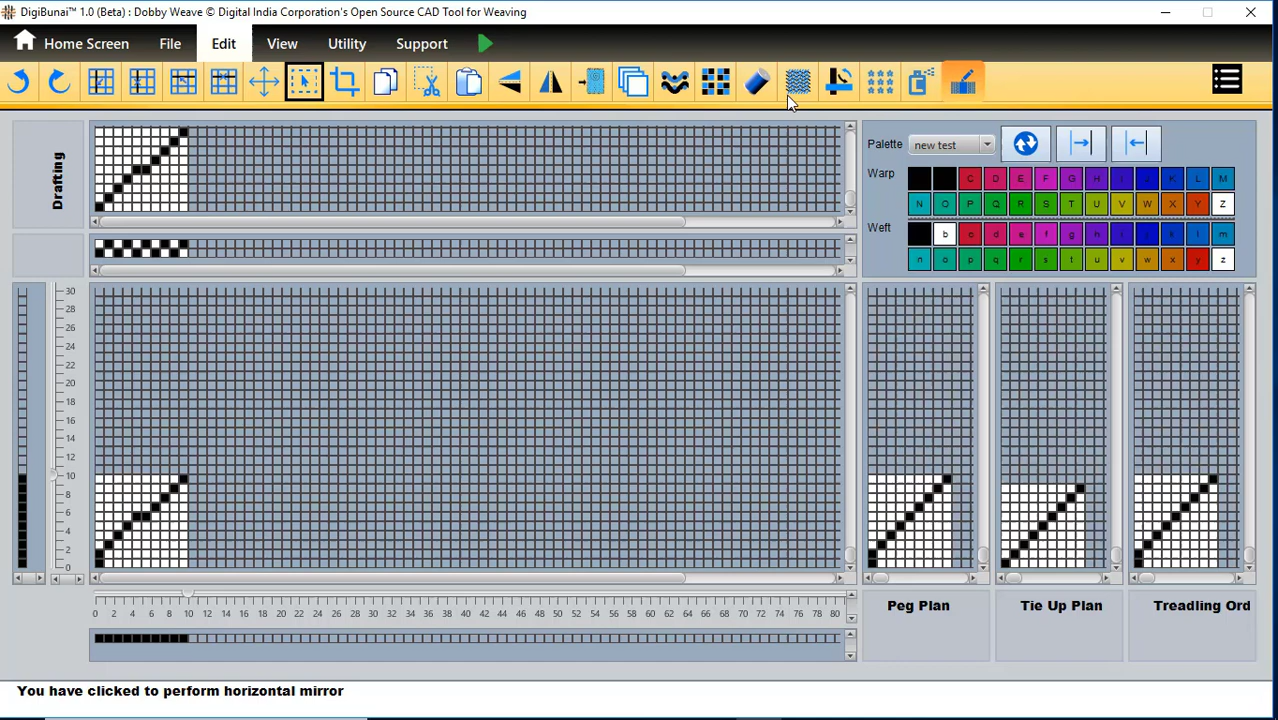 DigiBunai™ 1.0 (Beta) : Dobby Weave © Digital India Corporation's Open Source CAD Tool for Weaving
Home Screen File Edit View Utility Support
Drafting
Palette new test
Warp C D E F G H I J K L M
N O P Q R S T U V W X Y Z
Weft b c d e f g h i j k l m
n o p q r s t u v w x y z
30
28
26
24
22
20
18
16
14
12
10
8
6
4
2
0
0 2 4 6 8 10 12 14 16 18 20 22 24 26 28 30 32 34 36 38 40 42 44 46 48 50 52 54 56 58 60 62 64 66 68 70 72 74 76 78 80
Peg Plan Tie Up Plan Treadling Ord
You have clicked to perform horizontal mirror